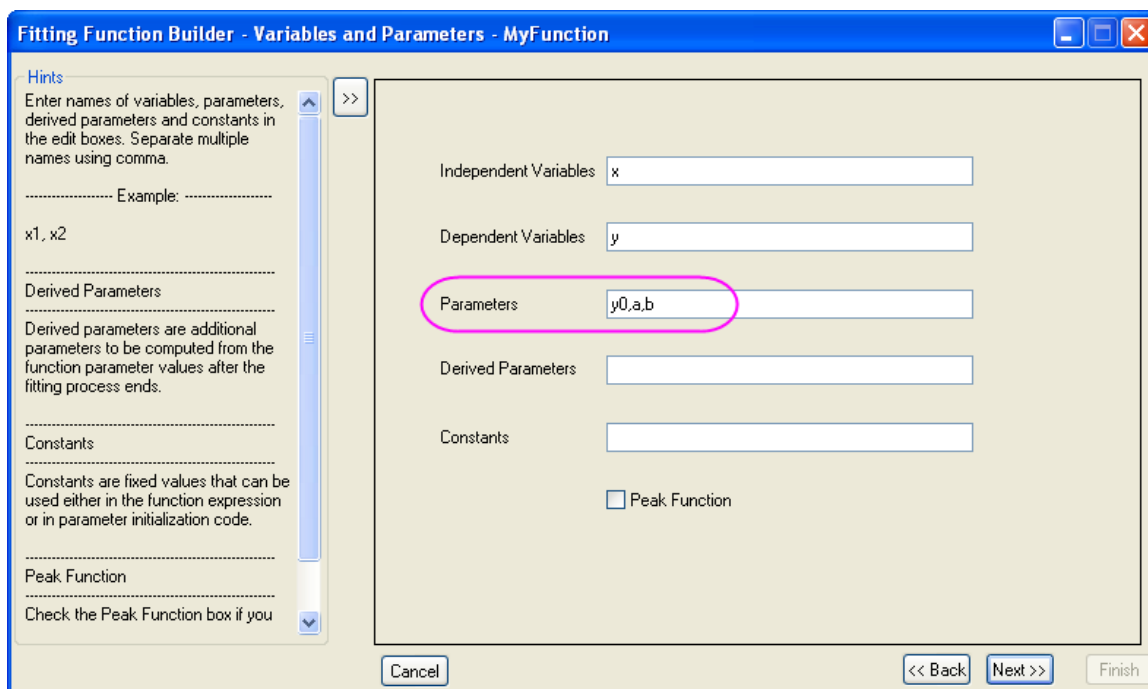 Fitting Function Builder - Variables and Parameters - MyFunction
Hints
Enter names of variables, parameters,
derived parameters and constants in
the edit boxes. Separate multiple
names using comma.
-------------------- Example: --------------------
x1, x2
----------------------------------------------------------
Derived Parameters
----------------------------------------------------------
Derived parameters are additional
parameters to be computed from the
function parameter values after the
fitting process ends.
----------------------------------------------------------
Constants
----------------------------------------------------------
Constants are fixed values that can be
used either in the function expression
or in parameter initialization code.
----------------------------------------------------------
Peak Function
----------------------------------------------------------
Check the Peak Function box if you
>>
Independent Variables x
Dependent Variables y
Parameters y0,a,b
Derived Parameters
Constants
Peak Function
Cancel
<< Back
Next >>
Finish